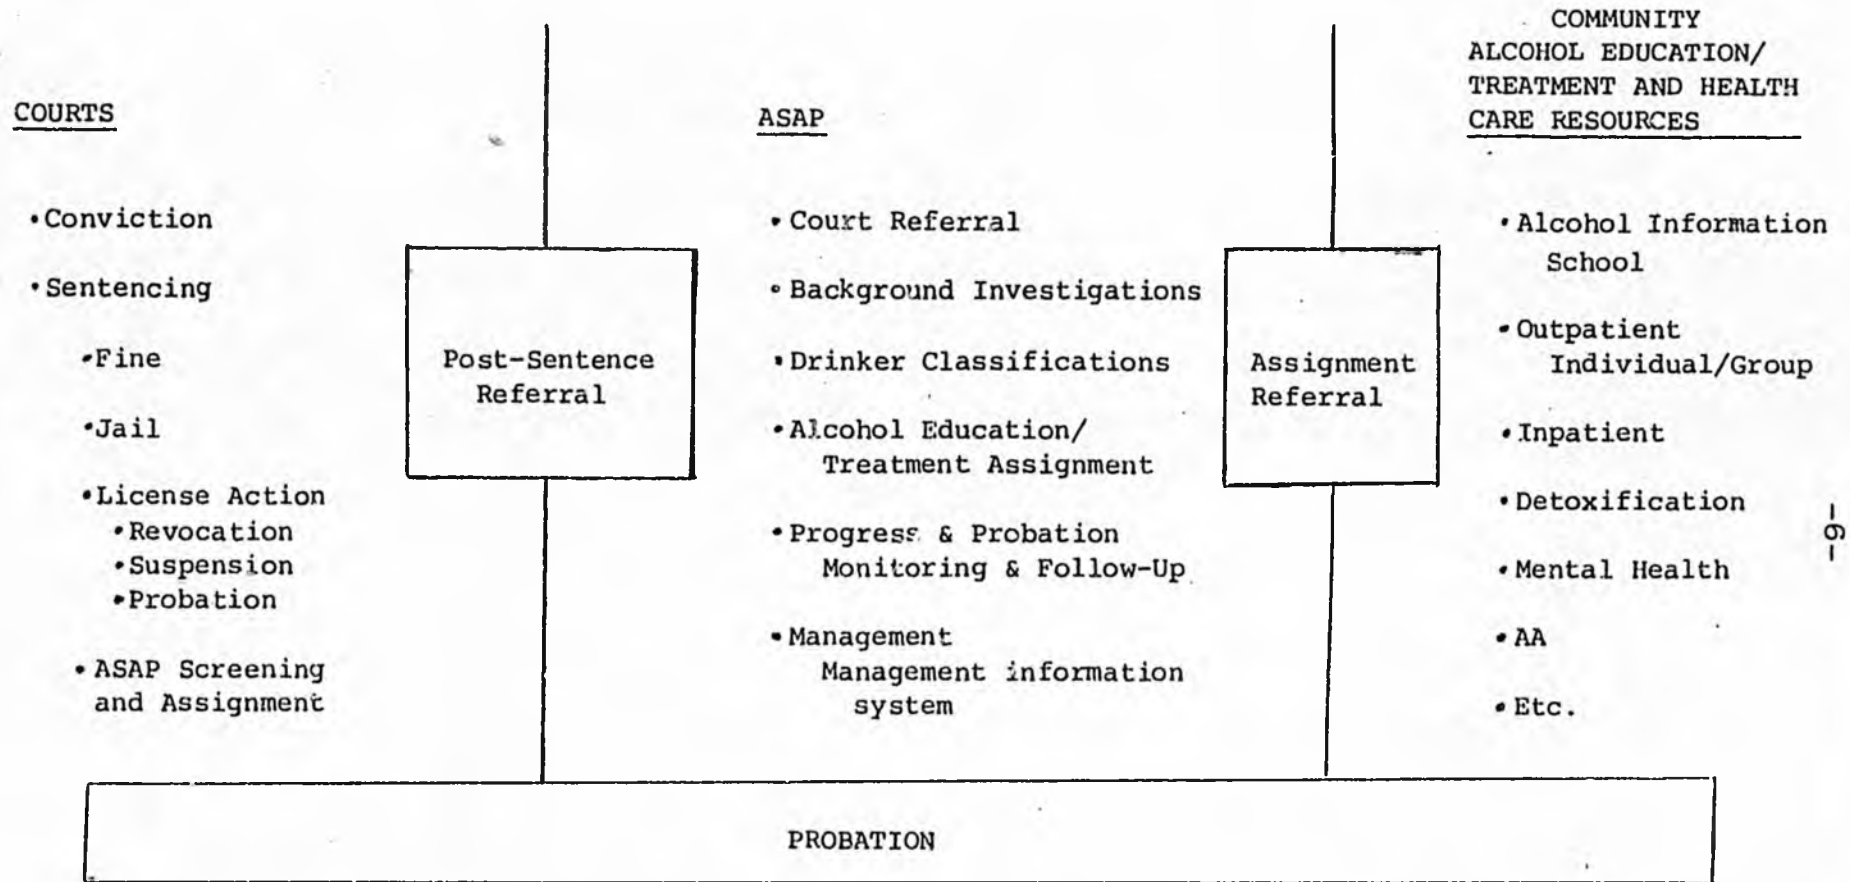 COURTS
•Conviction
•Sentencing
•Fine
•Jail
•License Action
•Revocation
•Suspension
•Probation
•ASAP Screening
and Assignment
Post-Sentence
Referral
ASAP
•Court Referral
•Background Investigations
•Drinker Classifications
•Alcohol Education/
Treatment Assignment
•Progress & Probation
Monitoring & Follow-Up
•Management
Management information
system
Assignment
Referral
COMMUNITY
ALCOHOL EDUCATION/
TREATMENT AND HEALTH
CARE RESOURCES
•Alcohol Information
School
•Outpatient
Individual/Group
•Inpatient
•Detoxification
•Mental Health
•AA
•Etc.
-6-
PROBATION